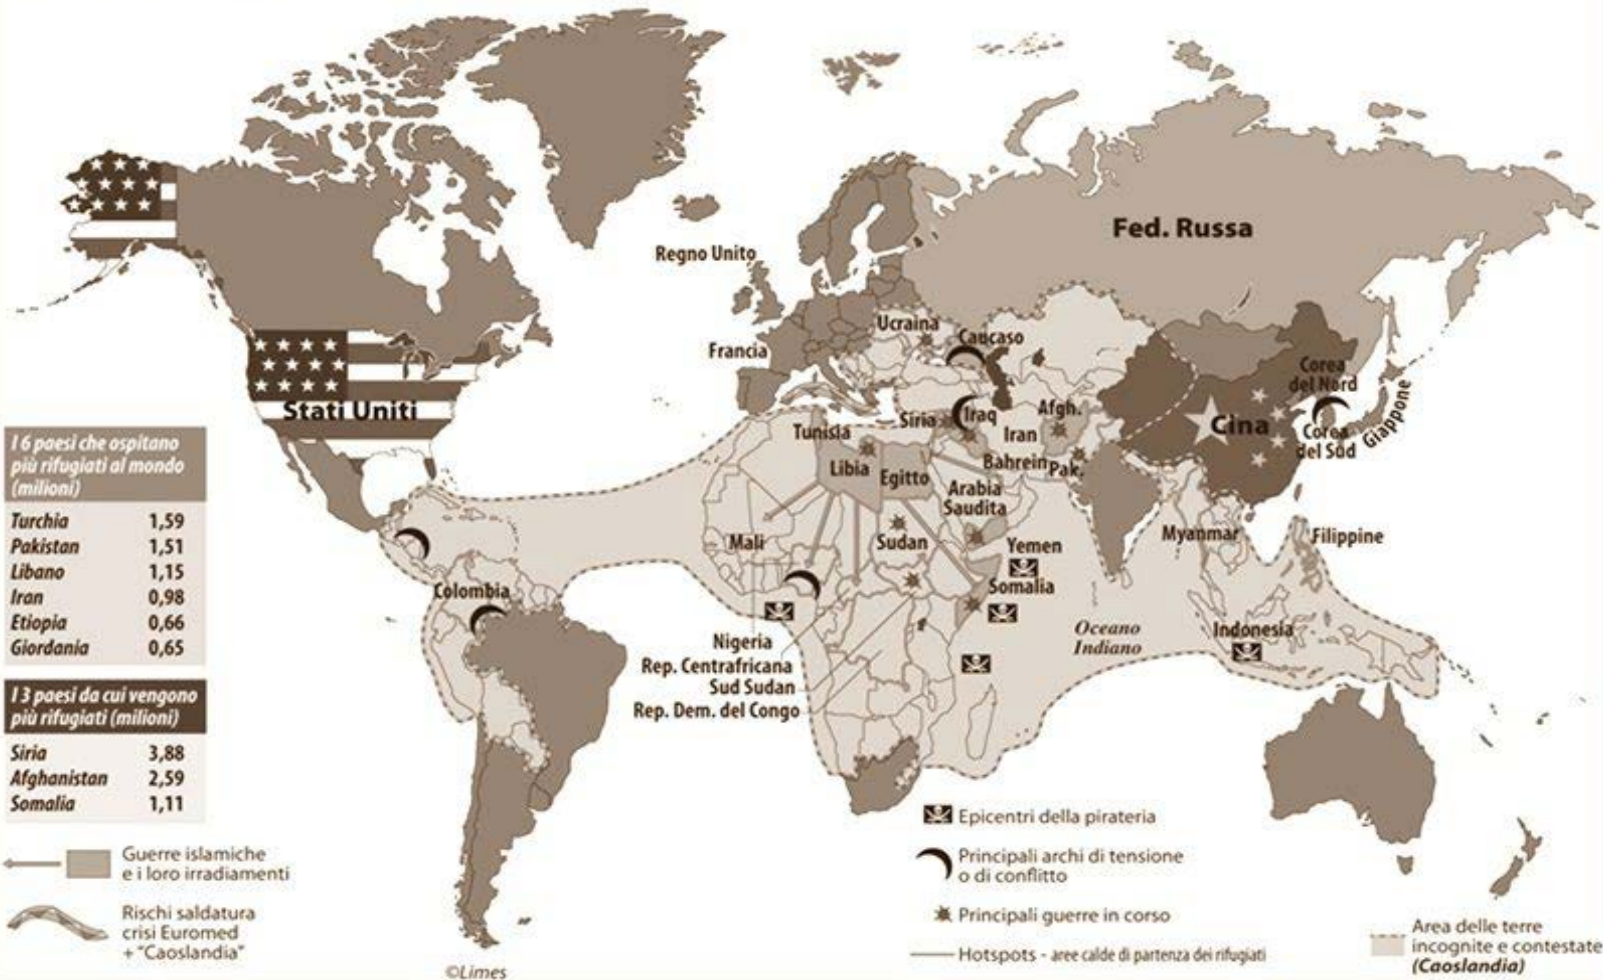 Fed. Russa
Regno Unito
Ucraina
Caucaso
Francia
Corea
del Nord
Giappone
Stati Uniti
Siria
Iraq
Afgh.
Cina
Tunisia
Iran
Corea
del Sud
Libia
Egitto
Bahrein
Pak.
Arabia
Saudita
Mali
Sudan
Yemen
Myanmar
Filippine
Colombia
Somalia
Oceano
Indiano
Indonesia
Nigeria
Rep. Centrafricana
Sud Sudan
Rep. Dem. del Congo
I 6 paesi che ospitano
più rifugiati al mondo
(milioni)
Turchia 1,59
Pakistan 1,51
Libano 1,15
Iran 0,98
Etiopia 0,66
Giordania 0,65
I 3 paesi da cui vengono
più rifugiati (milioni)
Siria 3,88
Afghanistan 2,59
Somalia 1,11
Guerre islamiche
e i loro irradiamenti
Rischi saldatura
crisi Euromed
+ "Caoslandia"
©Limes
Epicentri della pirateria
Principali archi di tensione
o di conflitto
Principali guerre in corso
Hotspots - aree calde di partenza dei rifugiati
Area delle terre
incognite e contestate
(Caoslandia)